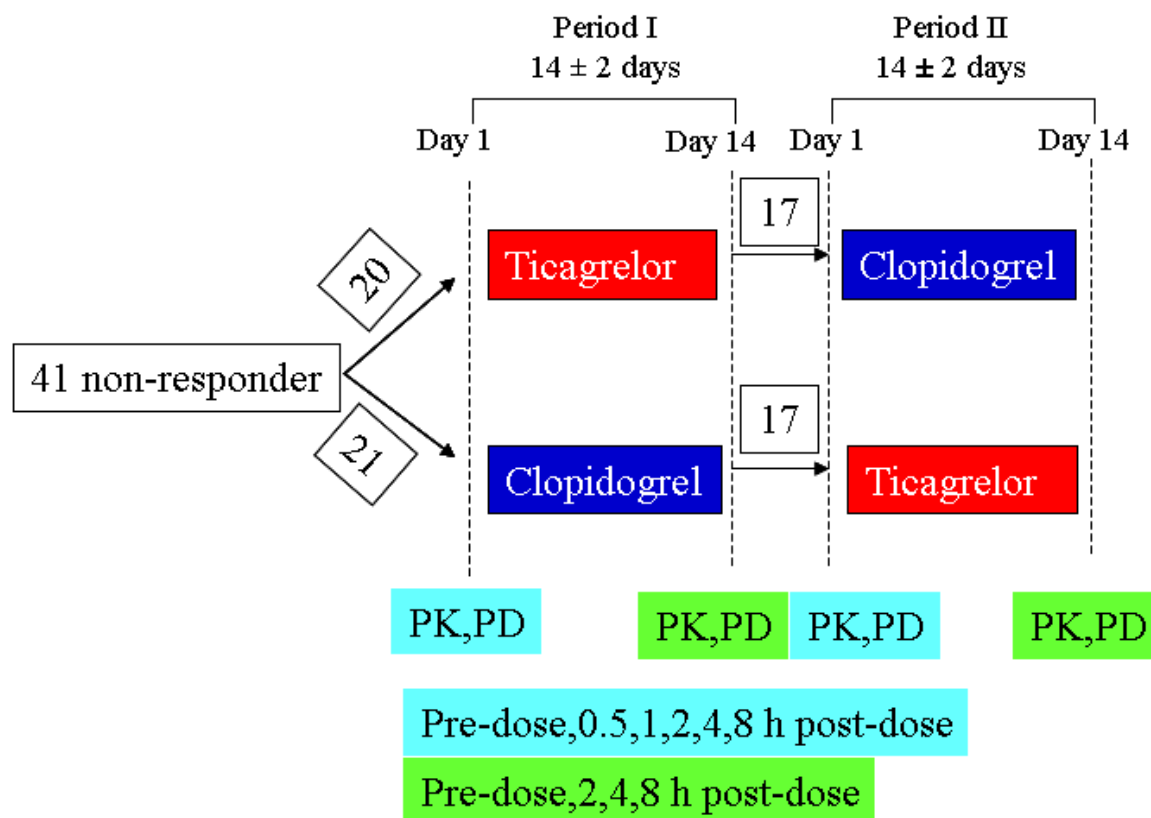 Period I
14 ± 2 days
Period II
14 ± 2 days
Day 1
Day 14
Day 1
Day 14
17
20
Ticagrelor
Clopidogrel
41 non-responder
17
21
Clopidogrel
Ticagrelor
PK,PD
PK,PD
PK,PD
PK,PD
Pre-dose,0.5,1,2,4,8 h post-dose
Pre-dose,2,4,8 h post-dose